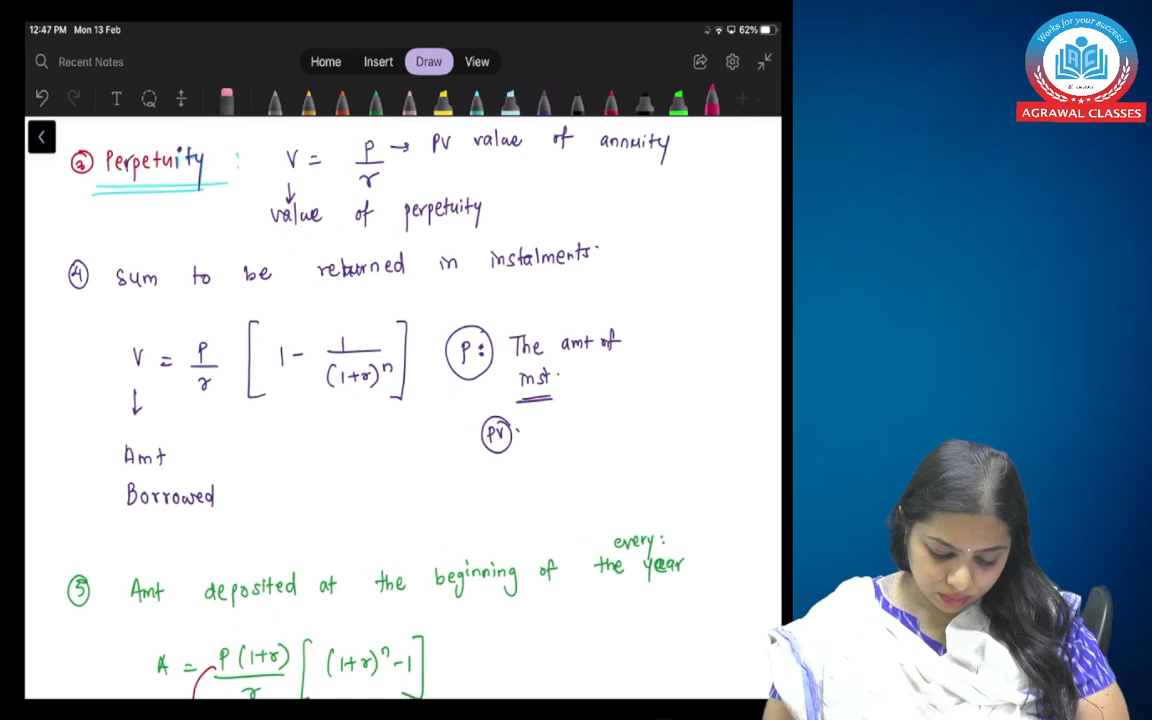 12:47 PM Mon 13 Feb
62%
Recent Notes
Home Insert Draw View
Works for your success!
AC
AGRAWAL CLASSES
③ Perpetuity :
V = P/r → PV value of annuity
value of perpetuity
④ Sum to be returned in instalments.
V = P/r [ 1 - 1/(1+r)^n ]
P: The amt of
inst.
PV.
Amt
Borrowed
every:
⑤ Amt deposited at the beginning of the year
A = P(1+r)/r [ (1+r)^n - 1 ]